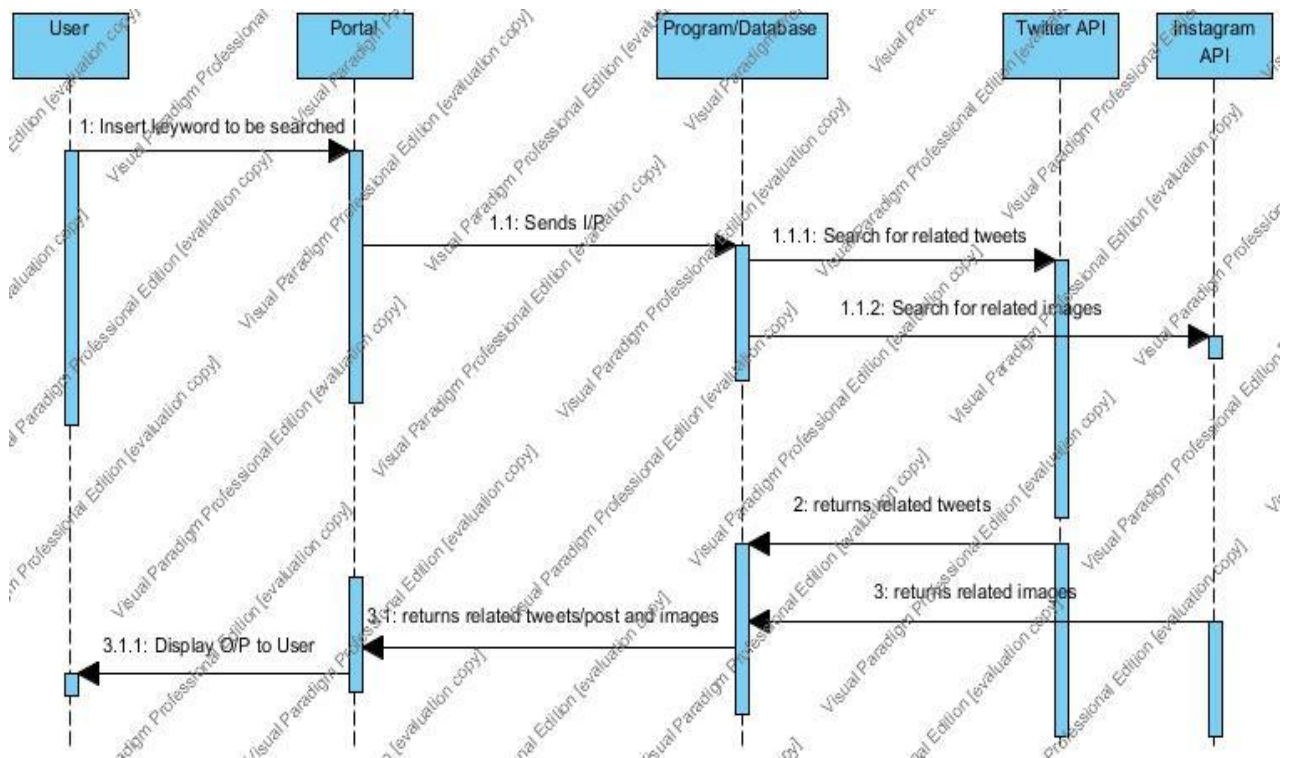 User
Portal
Program/Database
Twitter API
Instagram
API
1: Insert keyword to be searched
1.1: Sends I/P
1.1.1: Search for related tweets
1.1.2: Search for related images
2: returns related tweets
3: returns related images
3.1: returns related tweets/post and images
3.1.1: Display O/P to User
Visual Paradigm Professional Edition [evaluation copy]